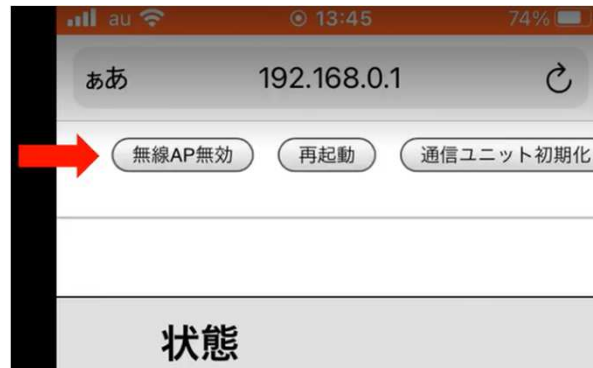 au 13:45 74%
ああ 192.168.0.1
無線AP無効 再起動 通信ユニット初期化
状態